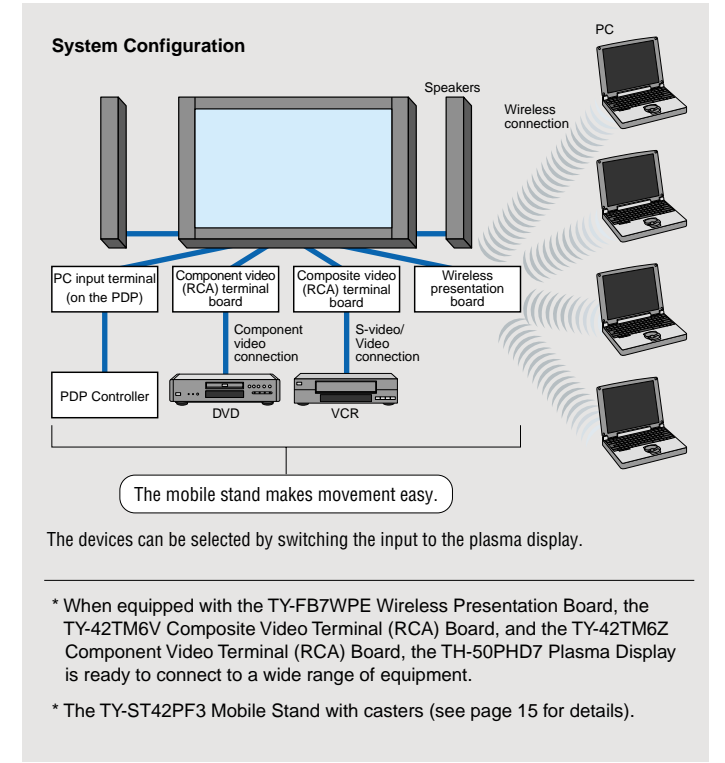 System Configuration
PC
Speakers
Wireless
connection
PC input terminal
(on the PDP)
Component video
(RCA) terminal
board
Composite video
(RCA) terminal
board
Wireless
presentation
board
Component
video
connection
S-video/
Video
connection
PDP Controller
DVD
VCR
The mobile stand makes movement easy.
The devices can be selected by switching the input to the plasma display.
* When equipped with the TY-FB7WPE Wireless Presentation Board, the
TY-42TM6V Composite Video Terminal (RCA) Board, and the TY-42TM6Z
Component Video Terminal (RCA) Board, the TH-50PHD7 Plasma Display
is ready to connect to a wide range of equipment.
* The TY-ST42PF3 Mobile Stand with casters (see page 15 for details).